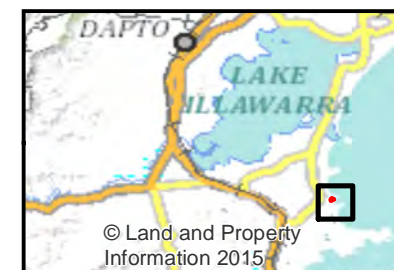 DAPTO
LAKE
ILLAWARRA
© Land and Property
Information 2015